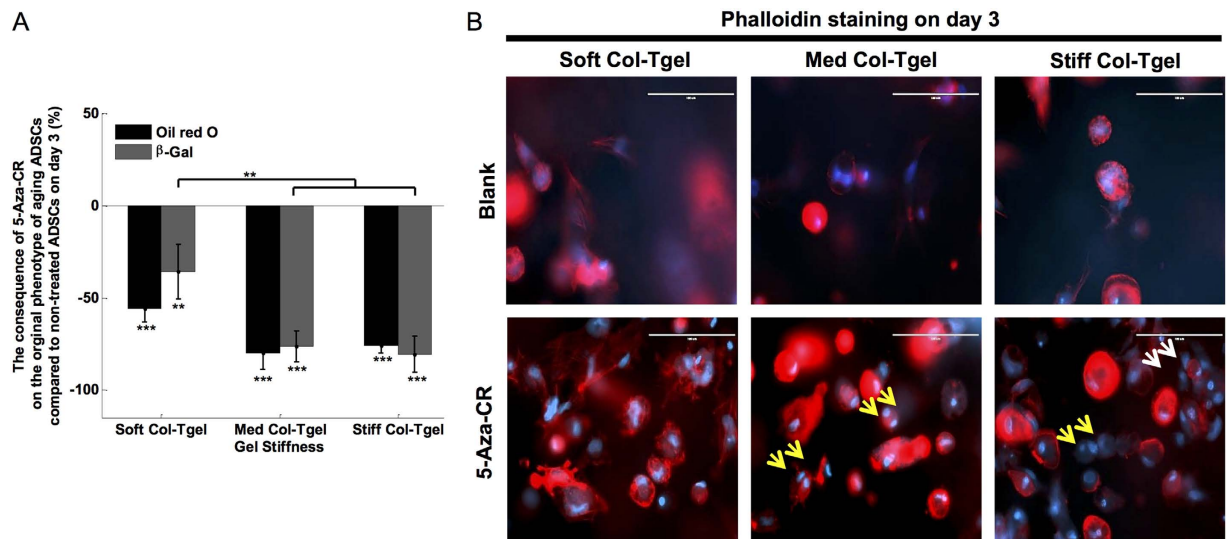 A
The consequence of 5-Aza-CR
on the orginal phenotype of aging ADSCs
compared to non-treated ADSCs on day 3 (%)
50
0
-50
-100
Oil red O
β-Gal
**
***
**
***
***
***
***
Soft Col-Tgel
Med Col-Tgel
Stiff Col-Tgel
Gel Stiffness
B
Phalloidin staining on day 3
Soft Col-Tgel
Med Col-Tgel
Stiff Col-Tgel
Blank
5-Aza-CR